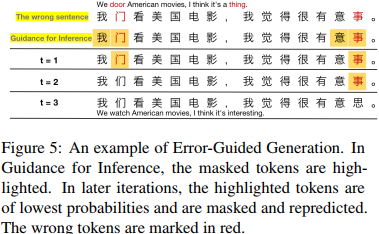 We door American movies, I think it's a thing.
The wrong sentence 我 门 看 美 国 电 影 , 我 觉 得 很 有 意 事 。
Guidance for Inference 我 门 看 美 国 电 影 , 我 觉 得 很 有 意 事 。
t = 1 我 门 看 美 国 电 影 , 我 觉 得 很 有 意 事 。
t = 2 我 们 看 美 国 电 影 , 我 觉 得 很 有 意 事 。
t = 3 我 们 看 美 国 电 影 , 我 觉 得 很 有 意 思 。
We watch American movies, I think it's interesting.
Figure 5: An example of Error-Guided Generation. In
Guidance for Inference, the masked tokens are high-
lighted. In later iterations, the highlighted tokens are
of lowest probabilities and are masked and repredicted.
The wrong tokens are marked in red.